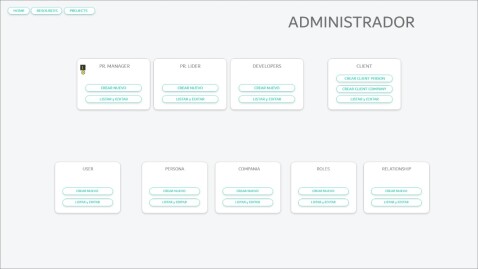 HOME RESOURCES PROJECTS
ADMINISTRADOR
PR. MANAGER PR. LIDER DEVELOPERS CLIENT
CREAR CLIENT PERSON
CREAR NUEVO CREAR NUEVO CREAR NUEVO CREAR CLIENT COMPANY
LISTAR y EDITAR LISTAR y EDITAR LISTAR y EDITAR LISTAR y EDITAR
USER PERSONA COMPANIAS ROLES RELATIONSHIP
CREAR NUEVO CREAR NUEVO CREAR NUEVO CREAR NUEVO CREAR NUEVO
LISTAR y EDITAR LISTAR y EDITAR LISTAR y EDITAR LISTAR y EDITAR LISTAR y EDITAR